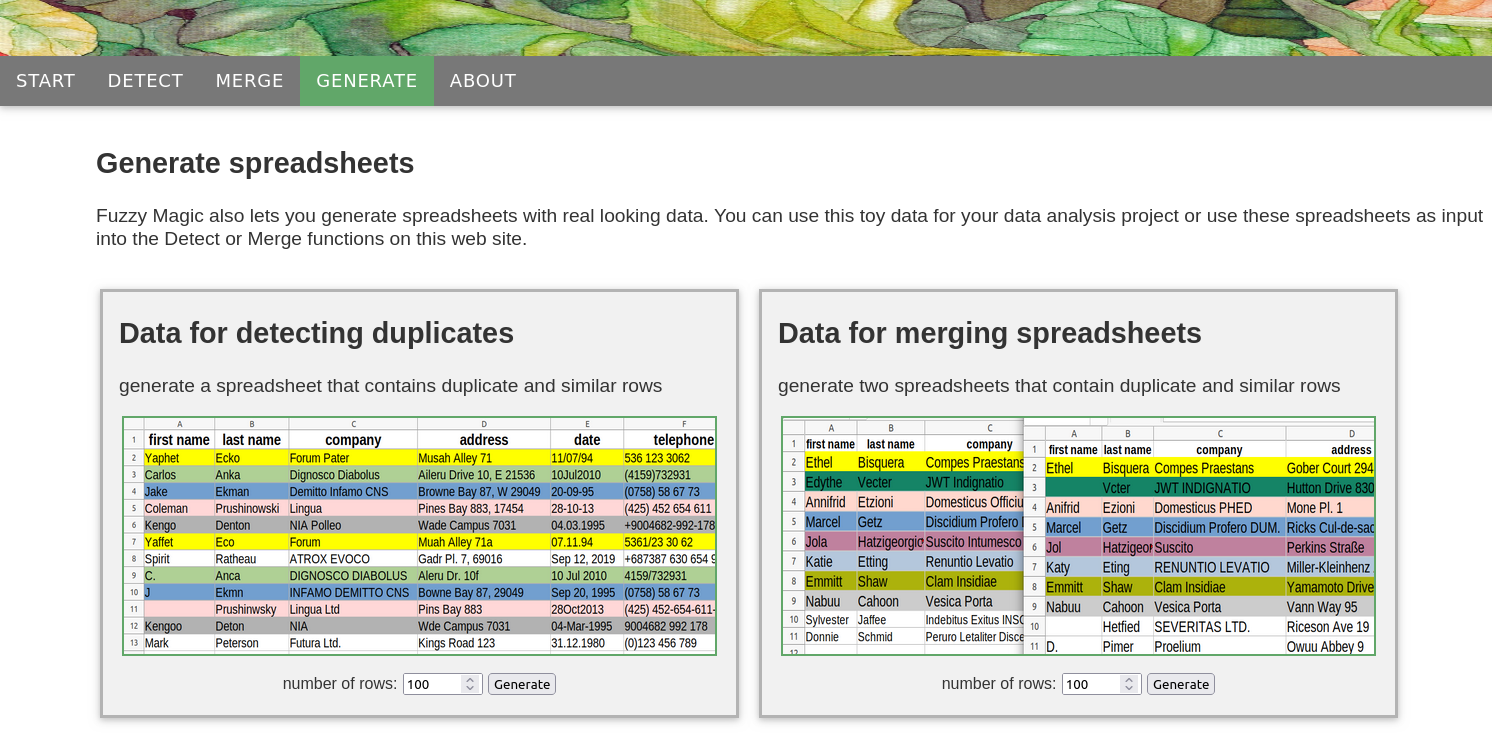 START DETECT MERGE GENERATE ABOUT
Generate spreadsheets
Fuzzy Magic also lets you generate spreadsheets with real looking data. You can use this toy data for your data analysis project or use these spreadsheets as input
into the Detect or Merge functions on this web site.
Data for detecting duplicates
generate a spreadsheet that contains duplicate and similar rows
A B C D E F
1 first name last name company address date telephone
2 Yaphet Ecko Forum Pater Musah Alley 71 11/07/94 536 123 3062
3 Carlos Anka Dignosco Diabolus Aileru Drive 10, E 21536 10Jul2010 (4159)732931
4 Jake Ekman Demitto Infamo CNS Browne Bay 87, W 29049 20-09-95 (0758) 58 67 73
5 Coleman Prushinowski Lingua Pines Bay 883, 17454 28-10-13 (425) 452 654 611
6 Kengo Denton NIA Polleo Wade Campus 7031 04.03.1995 +9004682-992-178
7 Yaffet Eco Forum Muah Alley 71a 07.11.94 5361/23 30 62
8 Spirit Ratheau ATROX EVOCO Gadr Pl. 7, 69016 Sep 12, 2019 +687387 630 654 9
9 C. Anca DIGNOSCO DIABOLUS Aleru Dr. 10f 10 Jul 2010 4159/732931
10 J Ekmn INFAMO DEMITTO CNS Bowne Bay 87, 29049 Sep 20, 1995 (0758) 58 67 73
11 Prushinwsky Lingua Ltd Pins Bay 883 28Oct2013 (425) 452-654-611-
12 Kengoo Deton NIA Wde Campus 7031 04-Mar-1995 9004682 992 178
13 Mark Peterson Futura Ltd. Kings Road 123 31.12.1980 (0)123 456 789
number of rows: 100 Generate
Data for merging spreadsheets
generate two spreadsheets that contain duplicate and similar rows
A B C
1 first name last name company
2 Ethel Bisquera Compes Praestans
3 Edythe Vecter JWT Indignatio
4 Annifrid Etzioni Domesticus Officiu
5 Marcel Getz Discidium Profero
6 Jola Hatzigeorgio Suscito Intumesco
7 Katie Etting Renuntio Levatio
8 Emmitt Shaw Clam Insidiae
9 Nabuu Cahoon Vesica Porta
10 Sylvester Jaffee Indebitus Exitus INSC
11 Donnie Schmid Peruro Letaliter Disce
12
A B C D
1 first name last name company address
2 Ethel Bisquera Compes Praestans Gober Court 294
3 Vcter JWT INDIGNATIO Hutton Drive 830
4 Anifrid Ezioni Domesticus PHED Mone Pl. 1
5 Marcel Getz Discidium Profero DUM. Ricks Cul-de-sac
6 Jol Hatzigeor Suscito Perkins Straße
7 Katy Eting RENUNTIO LEVATIO Miller-Kleinhenz
8 Emmitt Shaw Clam Insidiae Yamamoto Drive
9 Nabuu Cahoon Vesica Porta Vann Way 95
10 Hetfied SEVERITAS LTD. Riceson Ave 19
11 D. Pimer Proelium Owuu Abbey 9
number of rows: 100 Generate